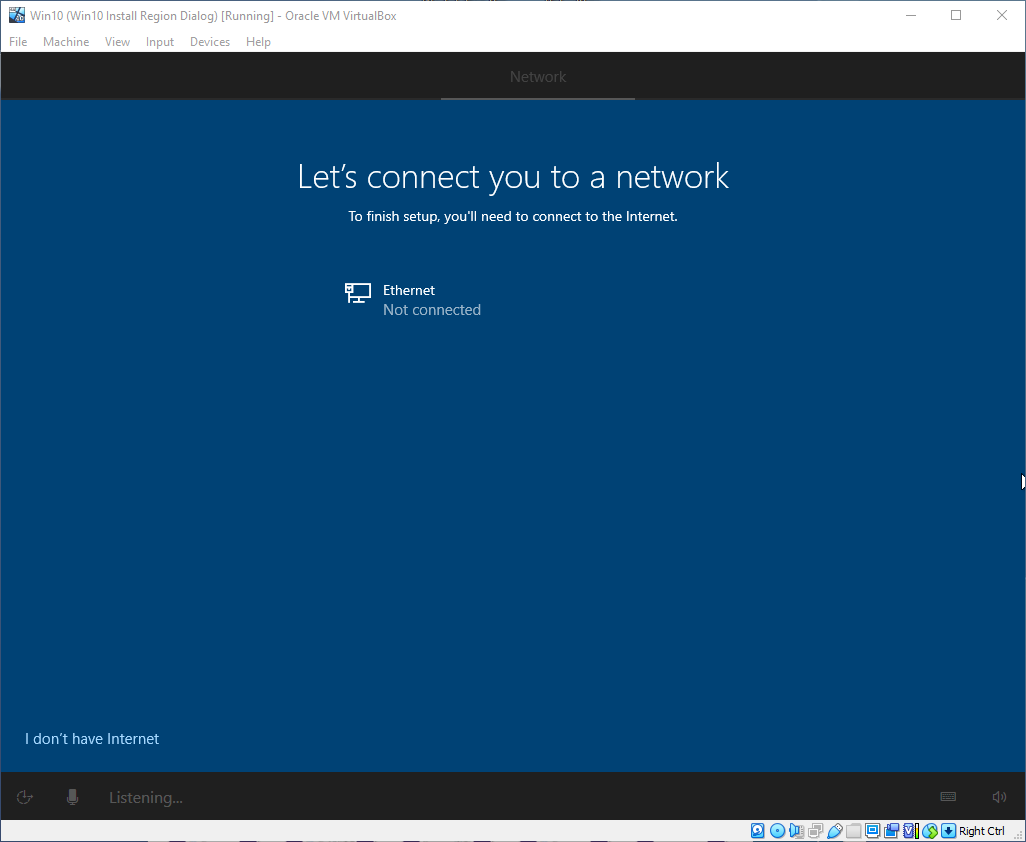 Win10 (Win10 Install Region Dialog) [Running] - Oracle VM VirtualBox
File Machine View Input Devices Help
Network
Let’s connect you to a network
To finish setup, you'll need to connect to the Internet.
Ethernet
Not connected
I don’t have Internet
Listening...
Right Ctrl